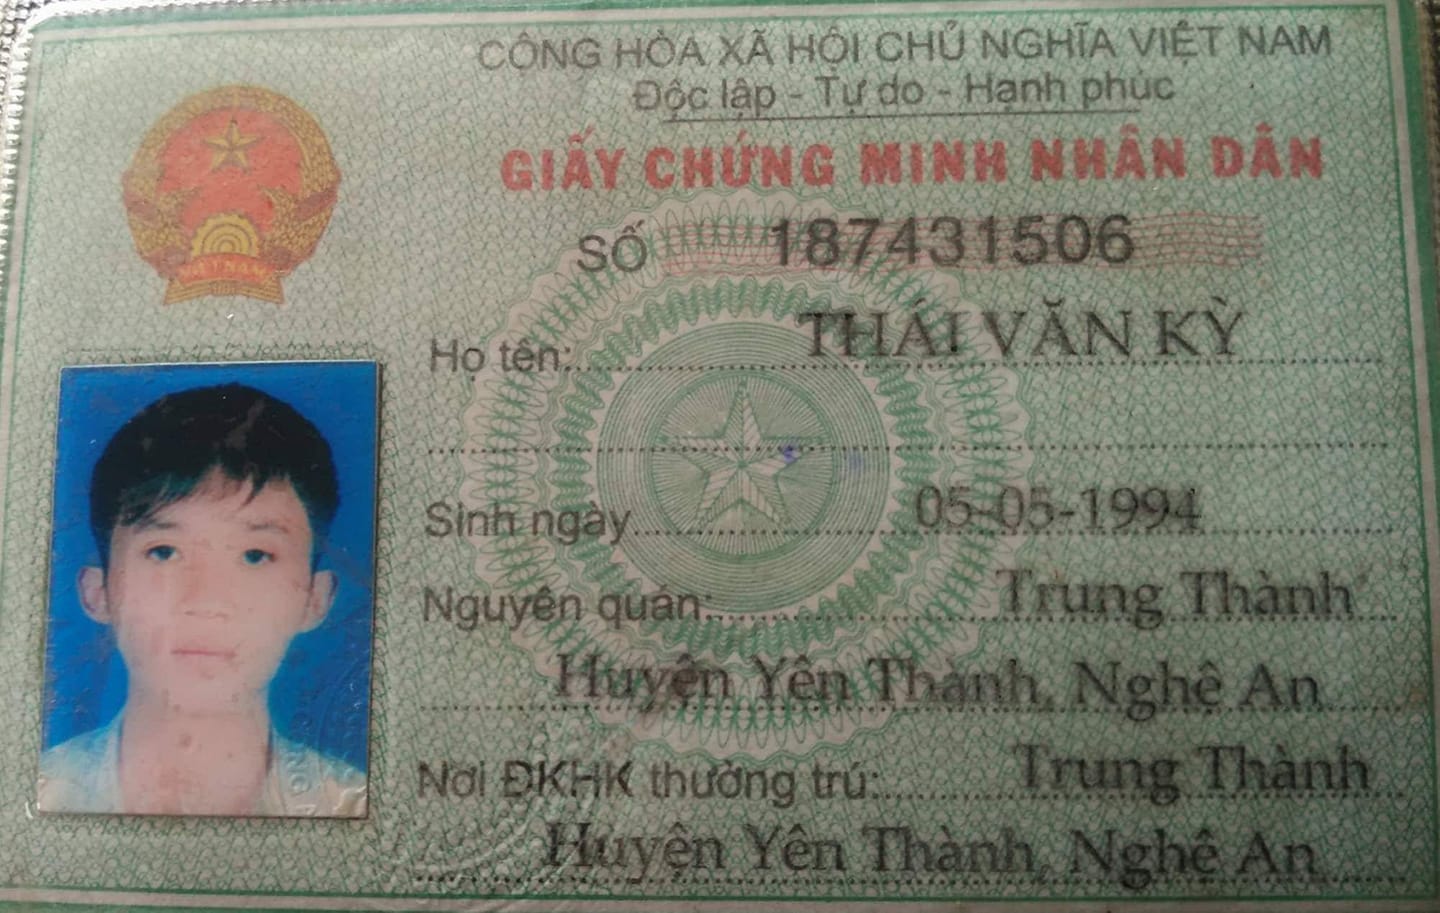 CỘNG HÒA XÃ HỘI CHỦ NGHĨA VIỆT NAM
Độc lập - Tự do - Hạnh phúc
GIẤY CHỨNG MINH NHÂN DÂN
SỐ 187431506
VIỆT NAM
Họ tên: THÁI VĂN KỲ
Sinh ngày 05-05-1994
Nguyên quán: Trung Thành
Huyện Yên Thành, Nghệ An
Nơi ĐKHK thường trú: Trung Thành
Huyện Yên Thành, Nghệ An